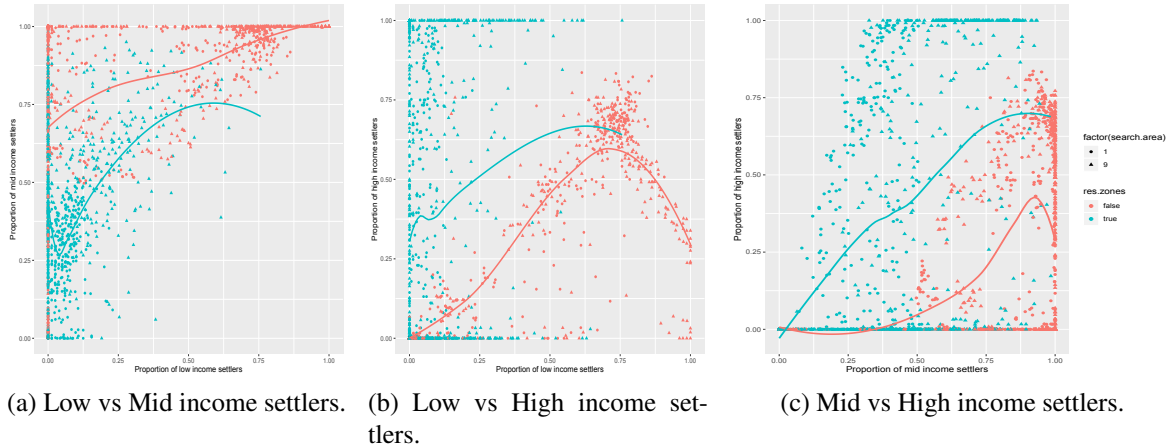 1.00
0.75
0.50
0.25
0.00
Proportion of mid income settlers
0.00 0.25 0.50 0.75 1.00
Proportion of low income settlers
1.00
0.75
0.50
0.25
0.00
Proportion of high income settlers
0.00 0.25 0.50 0.75 1.00
Proportion of low income settlers
1.00
0.75
0.50
0.25
0.00
Proportion of high income settlers
0.00 0.25 0.50 0.75 1.00
Proportion of mid income settlers
factor(search.area)
1
9
res.zones
false
true
(a) Low vs Mid income settlers.
(b) Low vs High income set-
tlers.
(c) Mid vs High income settlers.